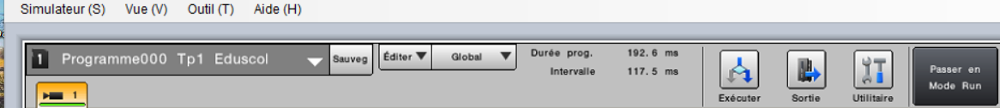 Simulateur (S) Vue (V) Outil (T) Aide (H)
1 Programme000 Tp1 Eduscol Sauveg Éditer Global
Durée prog. 192.6 ms
Intervalle 117.5 ms
Exécuter Sortie Utilitaire
Passer en
Mode Run
1